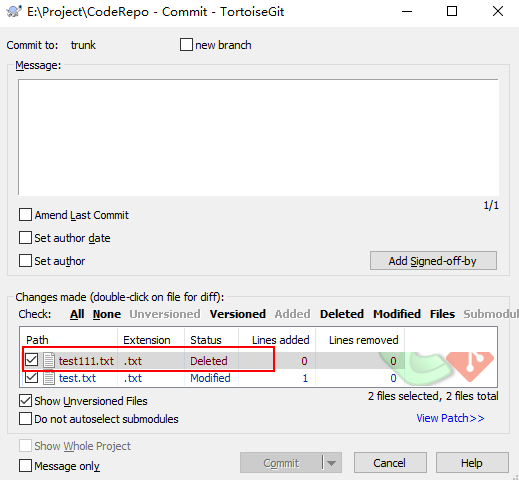 E:\Project\CodeRepo - Commit - TortoiseGit
Commit to: trunk new branch
Message:
1/1
Amend Last Commit
Set author date
Set author Add Signed-off-by
Changes made (double-click on file for diff):
Check: All None Unversioned Versioned Added Deleted Modified Files Submodul
Path Extension Status Lines added Lines removed
test111.txt .txt Deleted 0 0
test.txt .txt Modified 1 0
Show Unversioned Files 2 files selected, 2 files total
Do not autoselect submodules View Patch>>
Show Whole Project
Message only Commit Cancel Help